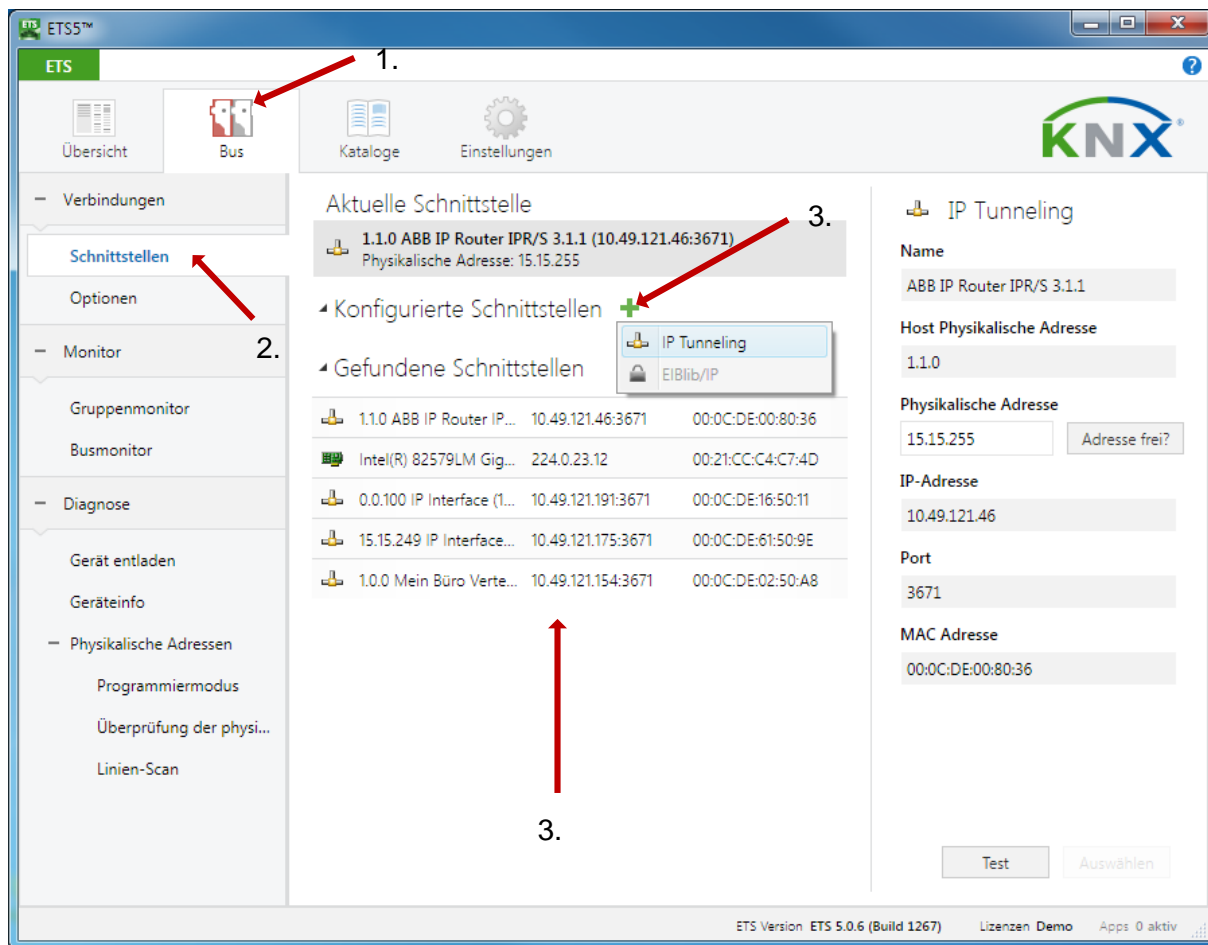 ETS5™
ETS
1.
Übersicht
Bus
Kataloge
Einstellungen
KNX®
Verbindungen
Schnittstellen
Optionen
2.
Monitor
Gruppenmonitor
Busmonitor
Diagnose
Gerät entladen
Geräteinfo
Physikalische Adressen
Programmiermodus
Überprüfung der physi...
Linien-Scan
Aktuelle Schnittstelle
3.
1.1.0 ABB IP Router IPR/S 3.1.1 (10.49.121.46:3671)
Physikalische Adresse: 15.15.255
Konfigurierte Schnittstellen
IP Tunneling
EIBlib/IP
Gefundene Schnittstellen
1.1.0 ABB IP Router IP... 10.49.121.46:3671 00:0C:DE:00:80:36
Intel(R) 82579LM Gig... 224.0.23.12 00:21:CC:C4:C7:4D
0.0.100 IP Interface (1... 10.49.121.191:3671 00:0C:DE:16:50:11
15.15.249 IP Interface... 10.49.121.175:3671 00:0C:DE:61:50:9E
1.0.0 Mein Büro Verte... 10.49.121.154:3671 00:0C:DE:02:50:A8
3.
IP Tunneling
Name
ABB IP Router IPR/S 3.1.1
Host Physikalische Adresse
1.1.0
Physikalische Adresse
15.15.255 Adresse frei?
IP-Adresse
10.49.121.46
Port
3671
MAC Adresse
00:0C:DE:00:80:36
Test Auswählen
ETS Version ETS 5.0.6 (Build 1267) Lizenzen Demo Apps 0 aktiv